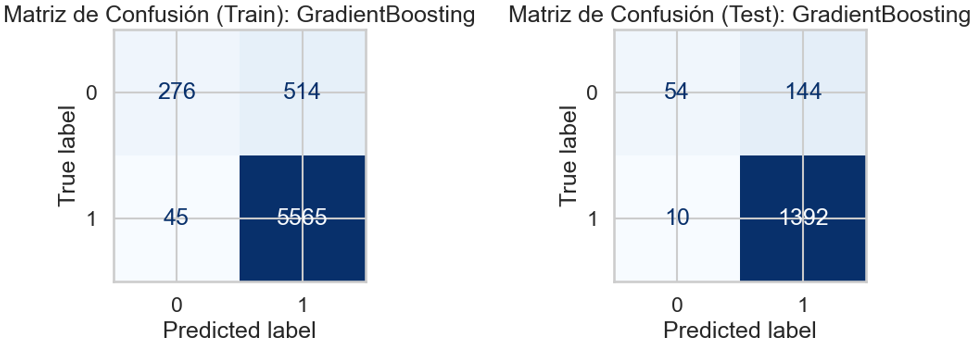 Matriz de Confusión (Train): GradientBoosting
0
276
514
True label
1
45
5565
0
1
Predicted label
Matriz de Confusión (Test): GradientBoosting
0
54
144
True label
1
10
1392
0
1
Predicted label